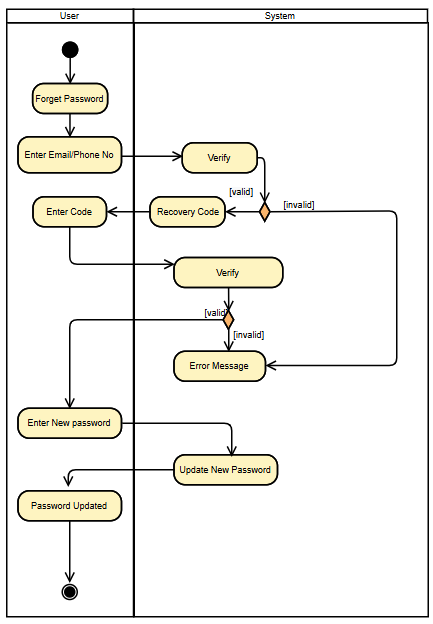 User
System
Forget Password
Enter Email/Phone No
Verify
[valid]
[invalid]
Enter Code
Recovery Code
Verify
[valid]
[invalid]
Error Message
Enter New password
Update New Password
Password Updated